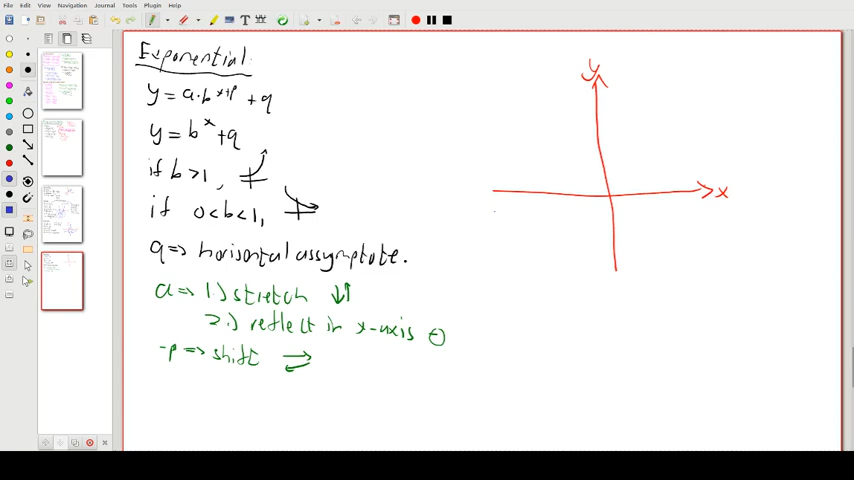 File Edit View Navigation Journal Tools Plugin Help
Exponential
y = a·b^x+p + q
y = b^x + q
if b > 1,
if 0 < b < 1,
q => horisontal assymptote.
a => 1) stretch ↓↑
2.) reflect in x-axis ⊖
-p => shift
y
x